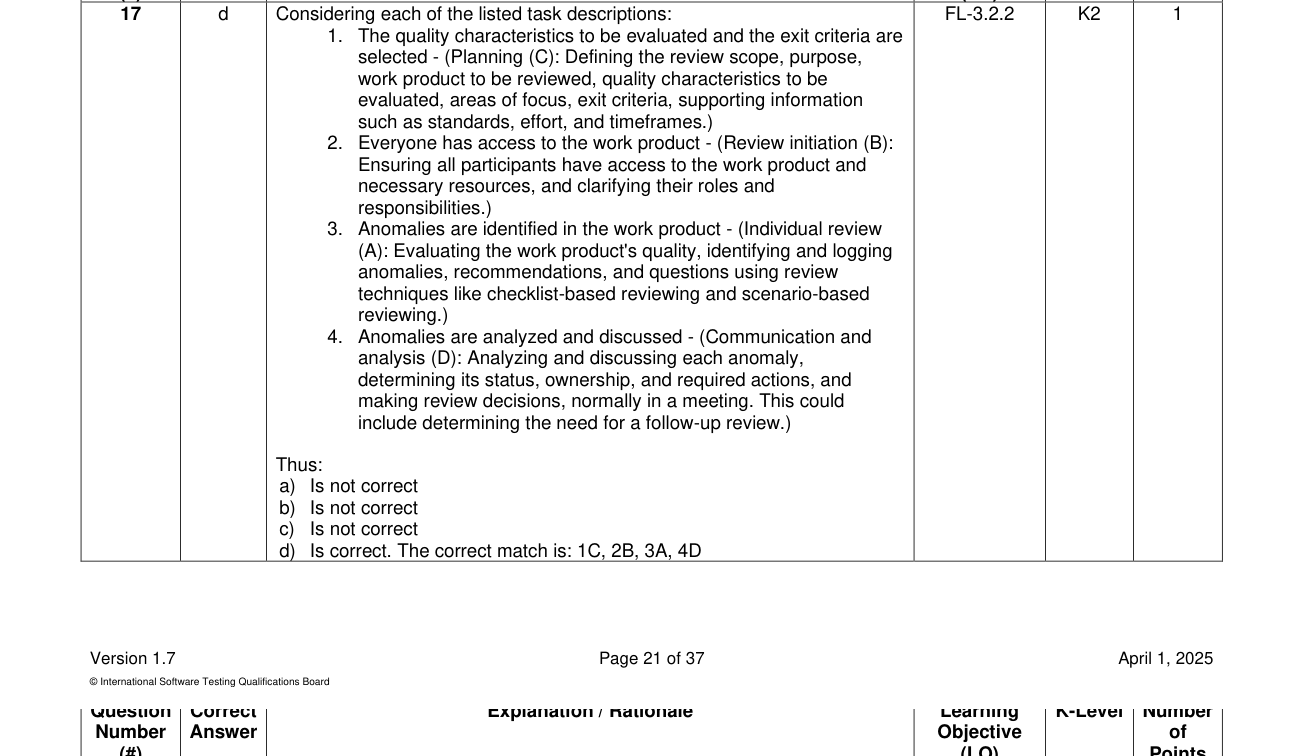 17 d Considering each of the listed task descriptions: FL-3.2.2 K2 1
1. The quality characteristics to be evaluated and the exit criteria are
selected - (Planning (C): Defining the review scope, purpose,
work product to be reviewed, quality characteristics to be
evaluated, areas of focus, exit criteria, supporting information
such as standards, effort, and timeframes.)
2. Everyone has access to the work product - (Review initiation (B):
Ensuring all participants have access to the work product and
necessary resources, and clarifying their roles and
responsibilities.)
3. Anomalies are identified in the work product - (Individual review
(A): Evaluating the work product's quality, identifying and logging
anomalies, recommendations, and questions using review
techniques like checklist-based reviewing and scenario-based
reviewing.)
4. Anomalies are analyzed and discussed - (Communication and
analysis (D): Analyzing and discussing each anomaly,
determining its status, ownership, and required actions, and
making review decisions, normally in a meeting. This could
include determining the need for a follow-up review.)
Thus:
a) Is not correct
b) Is not correct
c) Is not correct
d) Is correct. The correct match is: 1C, 2B, 3A, 4D
Version 1.7 Page 21 of 37 April 1, 2025
© International Software Testing Qualifications Board
Question Correct Explanation / Rationale Learning K-Level Number
Number Answer Objective of
(#) (LO) Points